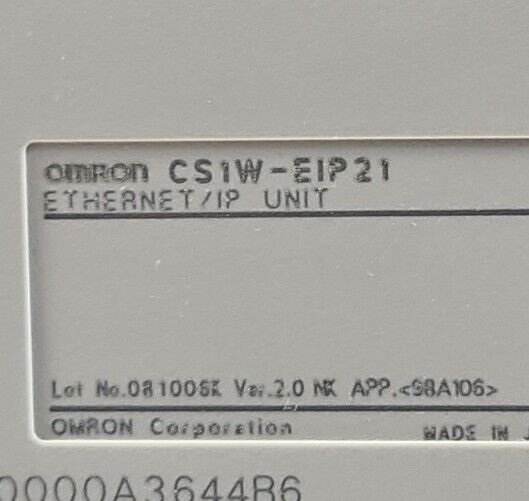 omron CS1W-EIP21
ETHERNET/IP UNIT
Lot No.081006K Ver.2.0 NK APP.<S8A106>
OMRON Corporation
MADE IN J
0000A3644B6